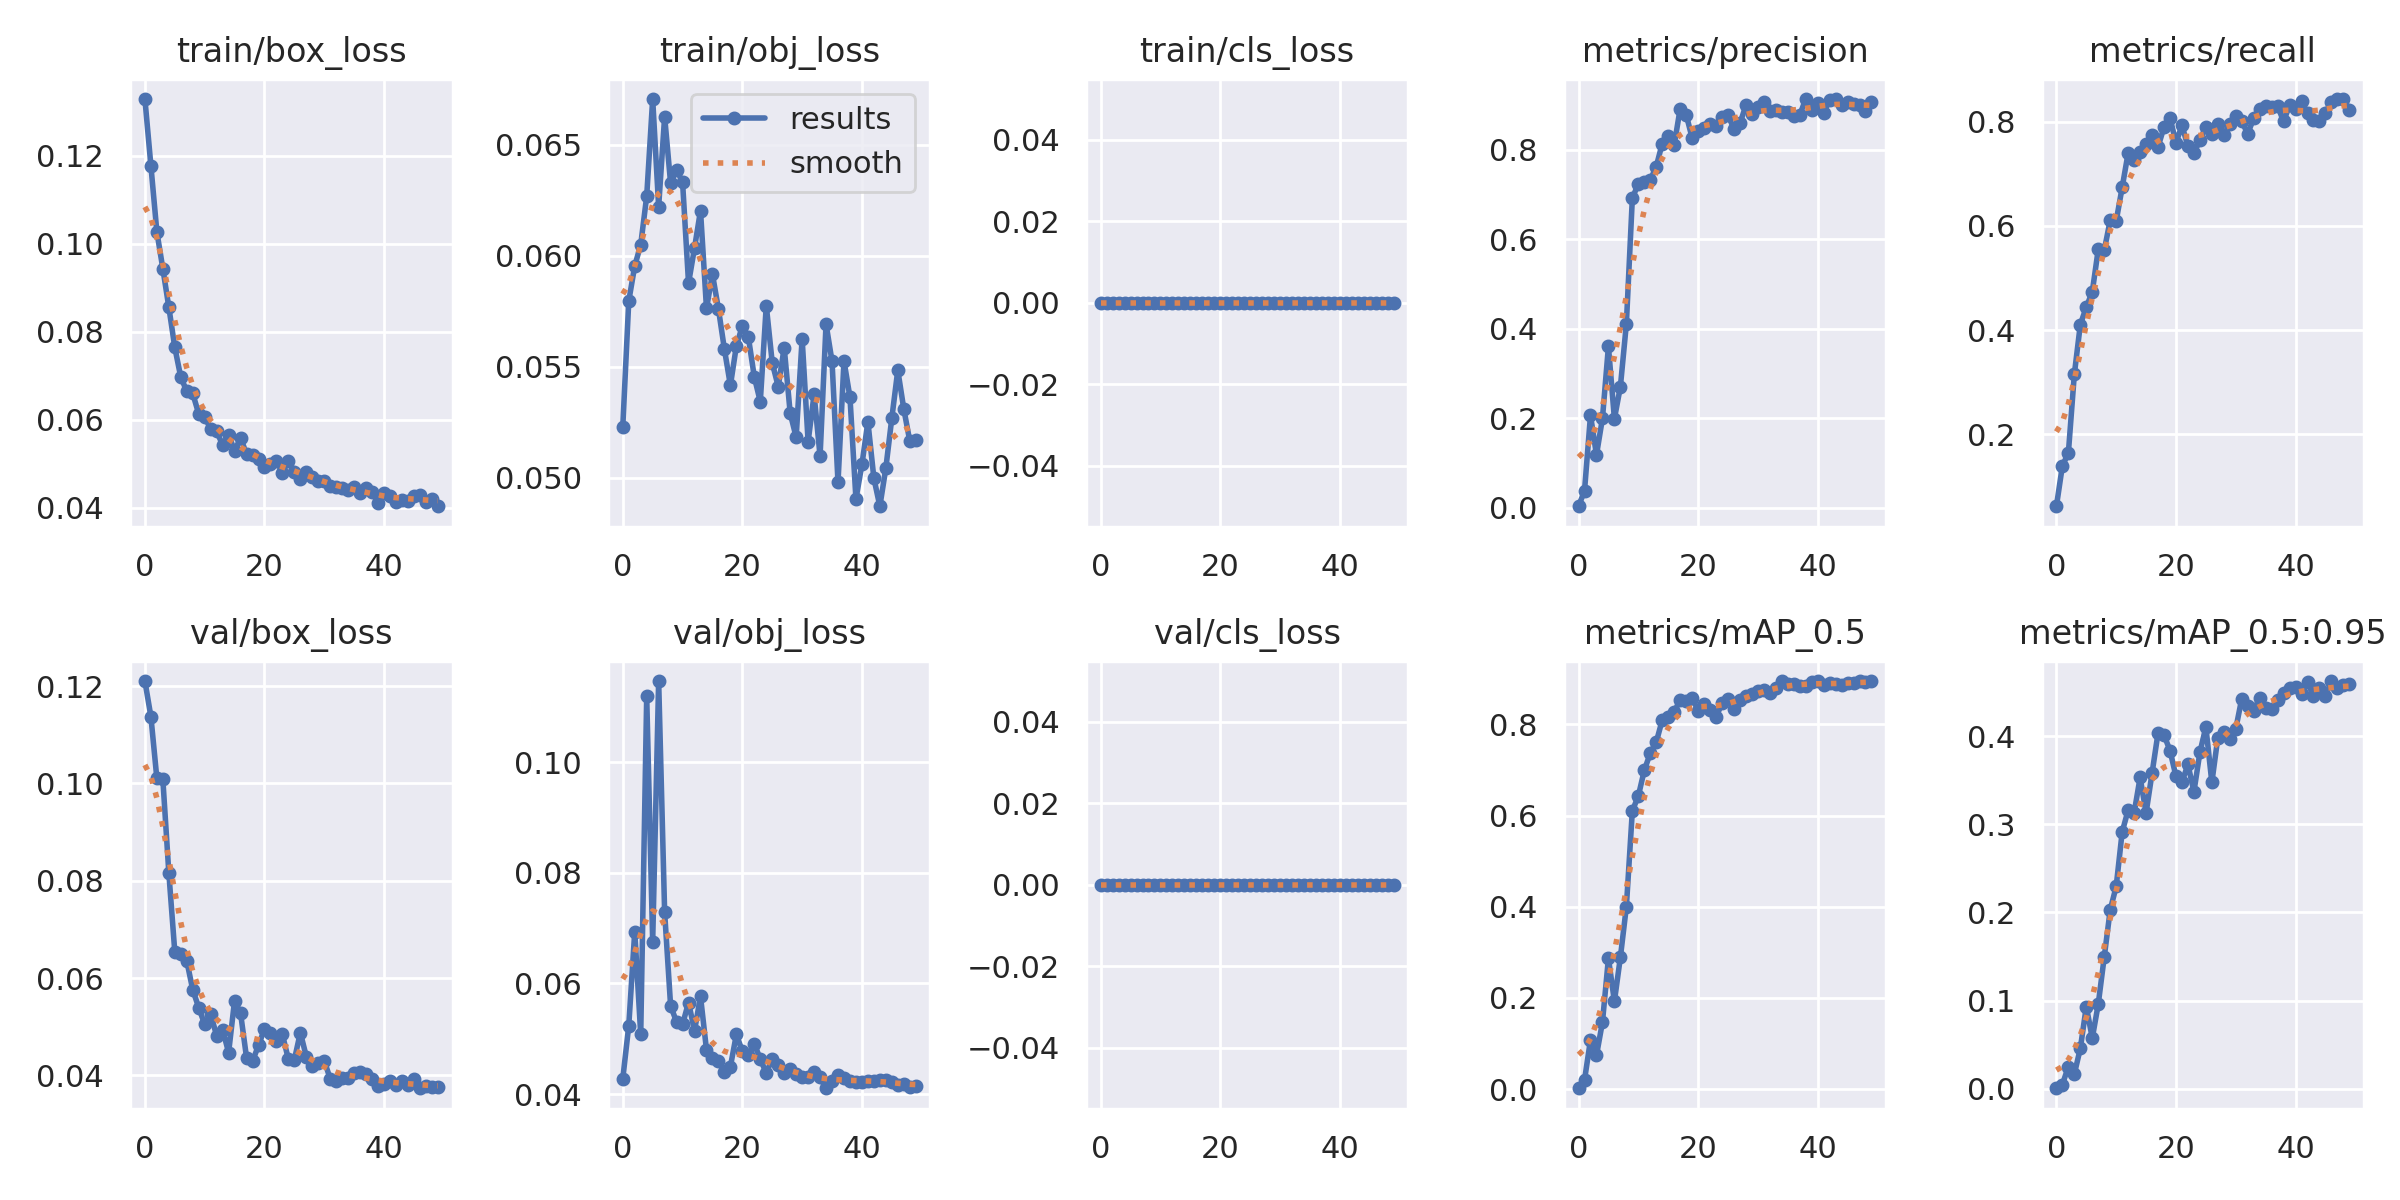 train/box_loss
train/obj_loss
train/cls_loss
metrics/precision
metrics/recall
0.12
0.10
0.08
0.06
0.04
0 20 40
0.065
0.060
0.055
0.050
results
smooth
0 20 40
0.04
0.02
0.00
−0.02
−0.04
0 20 40
0.8
0.6
0.4
0.2
0.0
0 20 40
0.8
0.6
0.4
0.2
0 20 40
val/box_loss
val/obj_loss
val/cls_loss
metrics/mAP_0.5
metrics/mAP_0.5:0.95
0.12
0.10
0.08
0.06
0.04
0 20 40
0.10
0.08
0.06
0.04
0 20 40
0.04
0.02
0.00
−0.02
−0.04
0 20 40
0.8
0.6
0.4
0.2
0.0
0 20 40
0.4
0.3
0.2
0.1
0.0
0 20 40